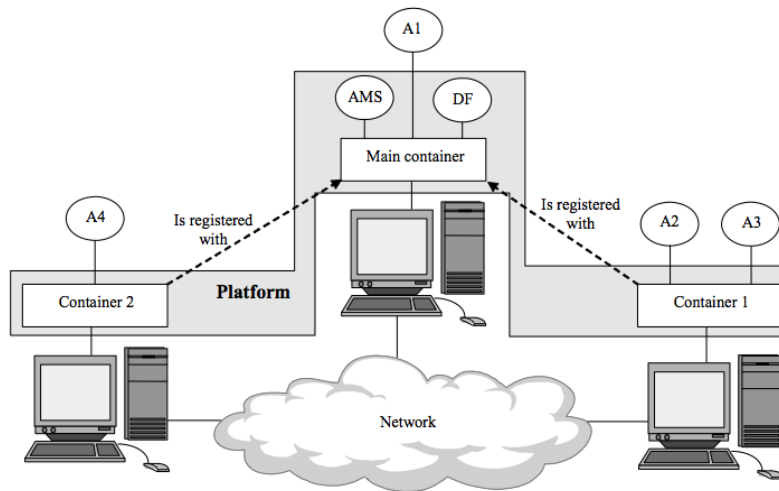 A1
AMS
DF
Main container
A4
Is registered
with
Is registered
with
A2
A3
Container 2
Platform
Container 1
Network